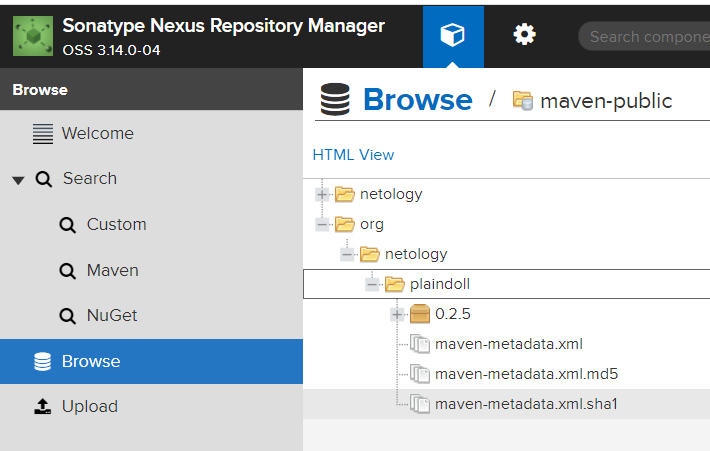 Sonatype Nexus Repository Manager
OSS 3.14.0-04
Search compone
Browse
Welcome
Search
Custom
Maven
NuGet
Browse
Upload
Browse / maven-public
HTML View
netology
org
netology
plaindoll
0.2.5
maven-metadata.xml
maven-metadata.xml.md5
maven-metadata.xml.sha1